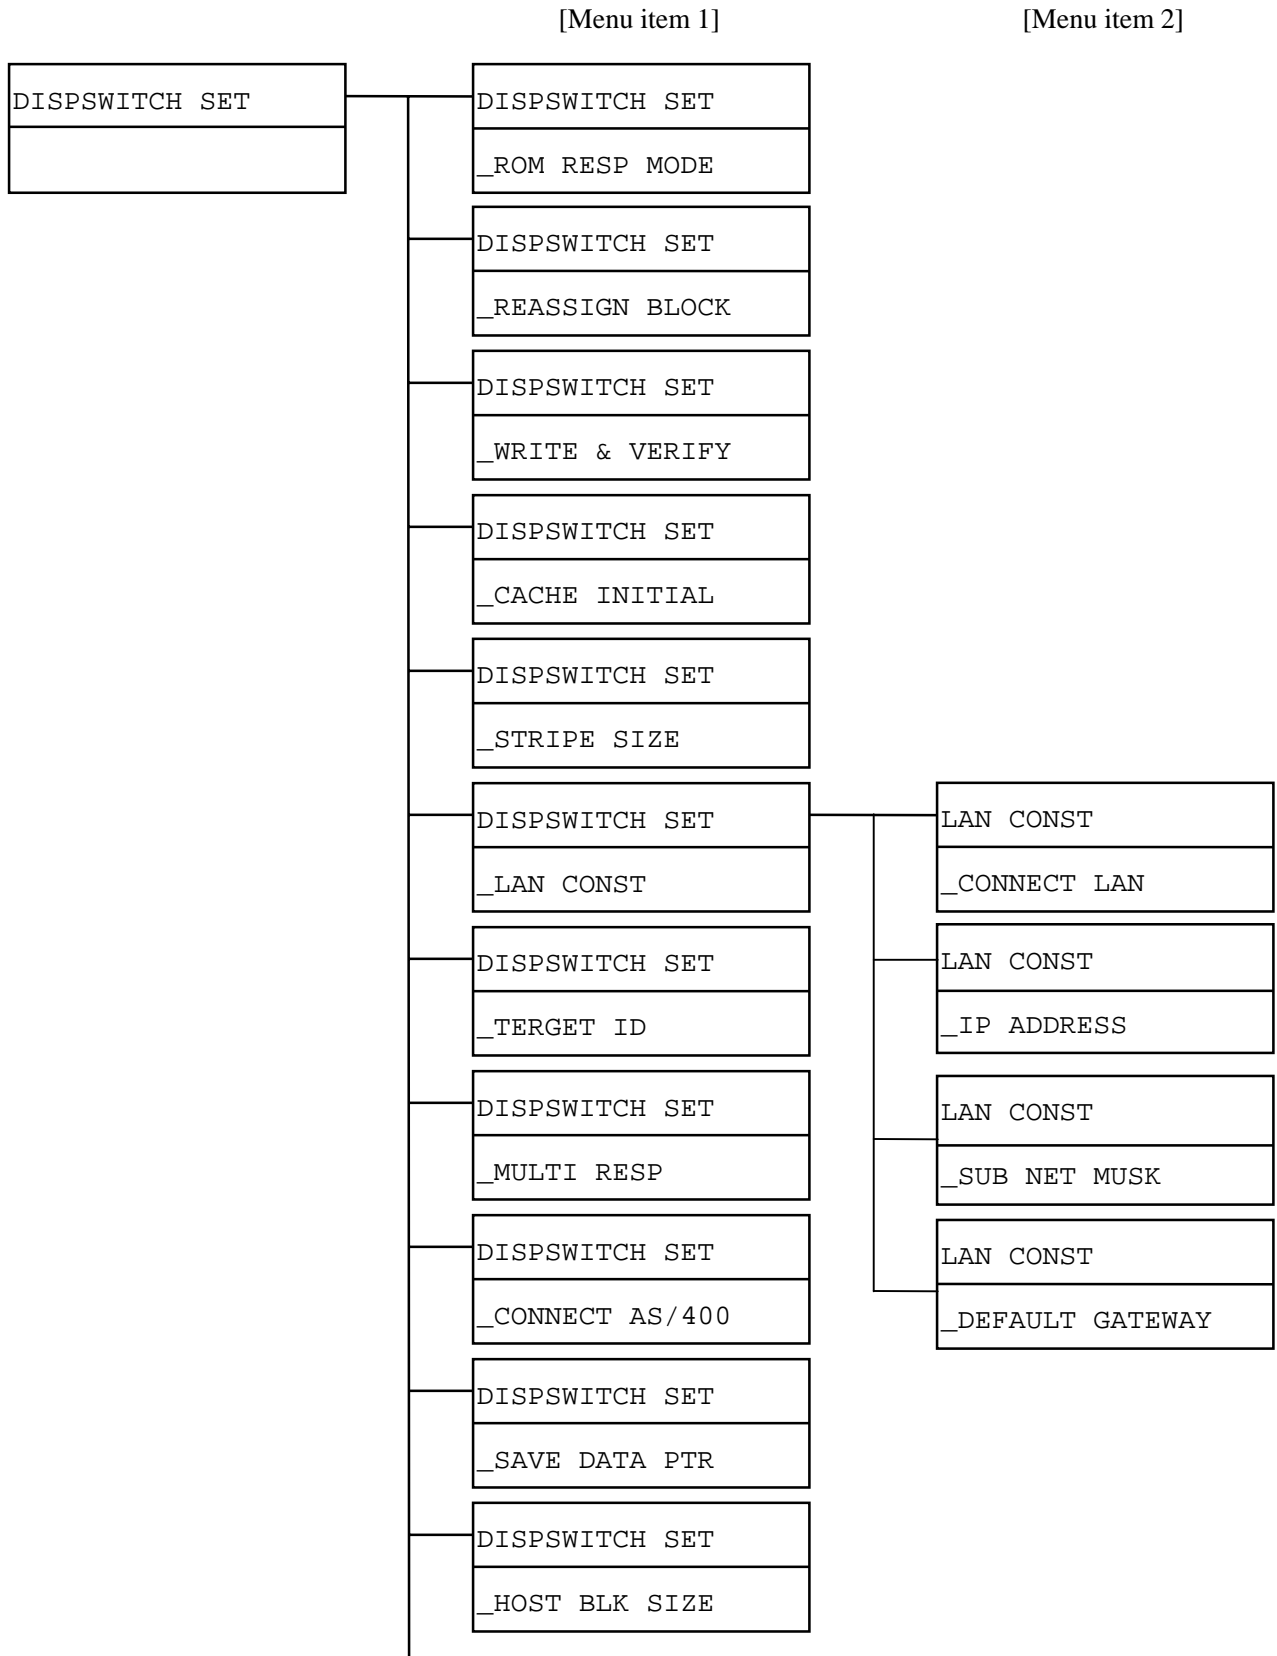 [Menu item 1]
[Menu item 2]
DISPSWITCH SET
DISPSWITCH SET
_ROM RESP MODE
DISPSWITCH SET
_REASSIGN BLOCK
DISPSWITCH SET
_WRITE & VERIFY
DISPSWITCH SET
_CACHE INITIAL
DISPSWITCH SET
_STRIPE SIZE
DISPSWITCH SET
_LAN CONST
LAN CONST
_CONNECT LAN
LAN CONST
_IP ADDRESS
LAN CONST
_SUB NET MUSK
LAN CONST
_DEFAULT GATEWAY
DISPSWITCH SET
_TERGET ID
DISPSWITCH SET
_MULTI RESP
DISPSWITCH SET
_CONNECT AS/400
DISPSWITCH SET
_SAVE DATA PTR
DISPSWITCH SET
_HOST BLK SIZE